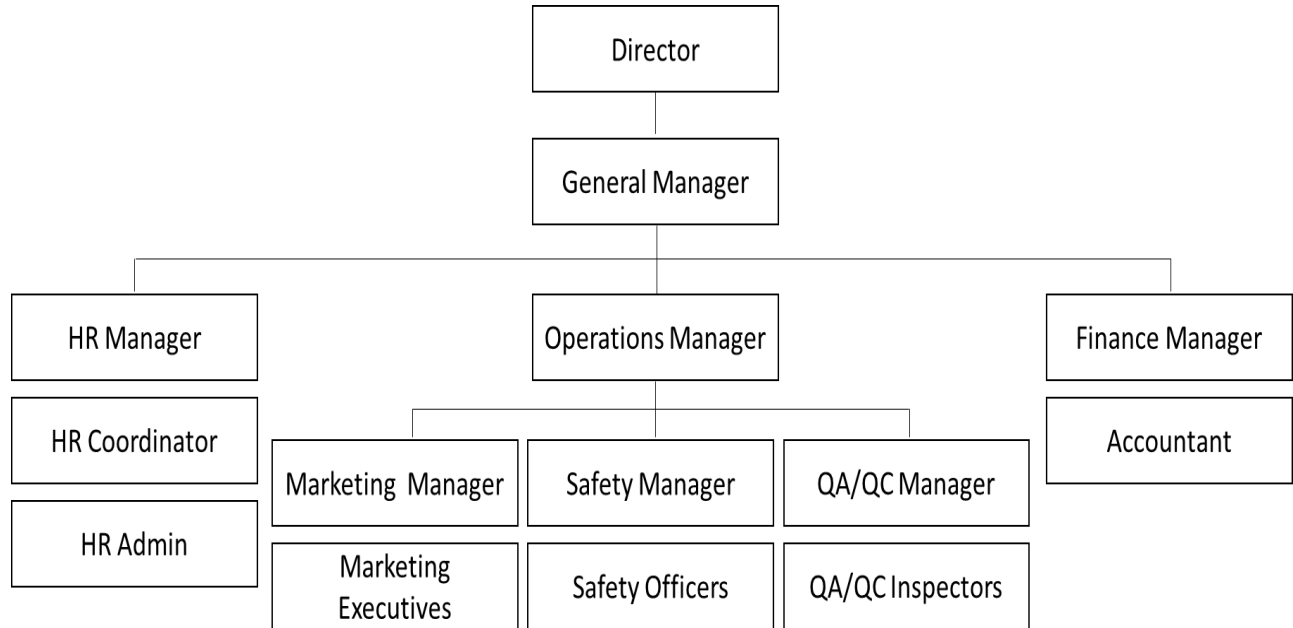 Director
General Manager
HR Manager
Operations Manager
Finance Manager
HR Coordinator
Accountant
Marketing Manager
Safety Manager
QA/QC Manager
HR Admin
Marketing
Executives
Safety Officers
QA/QC Inspectors